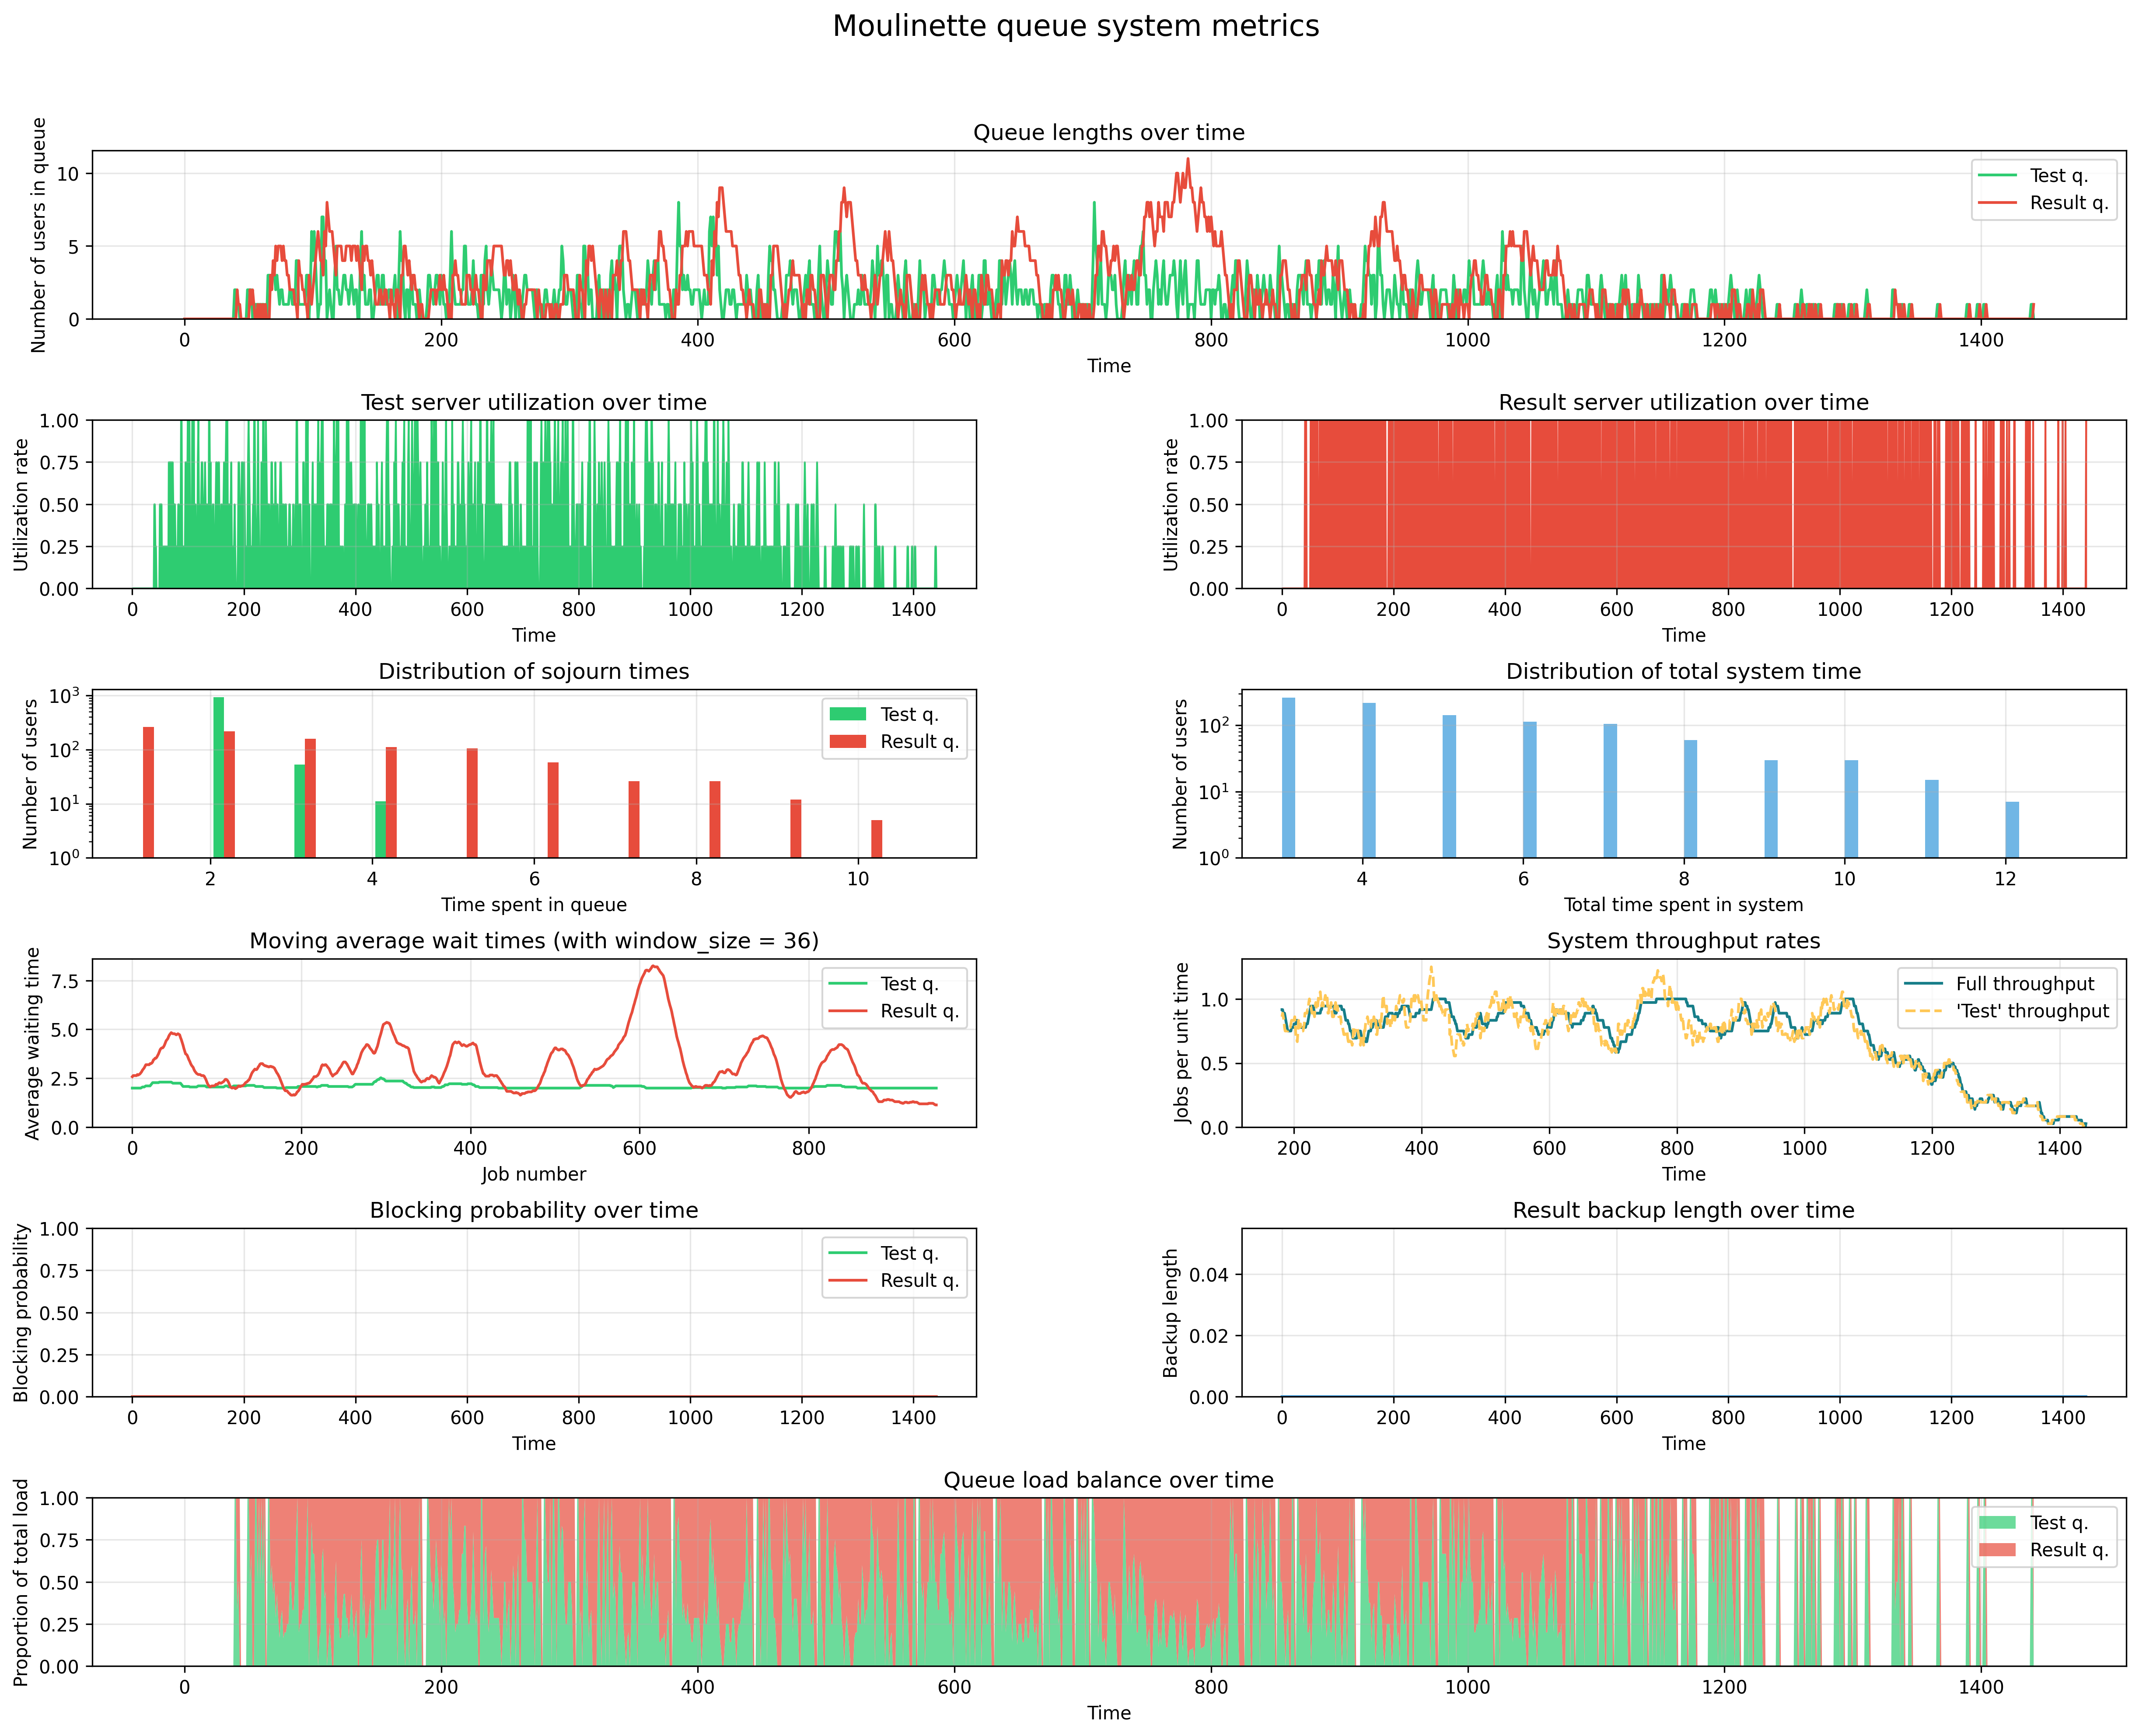 Moulinette queue system metrics
Queue lengths over time
Number of users in queue
10
5
0
Test q.
Result q.
0 200 400 600 800 1000 1200 1400
Time
Test server utilization over time
Utilization rate
1.00
0.75
0.50
0.25
0.00
0 200 400 600 800 1000 1200 1400
Time
Result server utilization over time
Utilization rate
1.00
0.75
0.50
0.25
0.00
0 200 400 600 800 1000 1200 1400
Time
Distribution of sojourn times
Number of users
10³
10²
10¹
10⁰
Test q.
Result q.
2 4 6 8 10
Time spent in queue
Distribution of total system time
Number of users
10²
10¹
10⁰
4 6 8 10 12
Total time spent in system
Moving average wait times (with window_size = 36)
Average waiting time
7.5
5.0
2.5
0.0
Test q.
Result q.
0 200 400 600 800
Job number
System throughput rates
Jobs per unit time
1.0
0.5
0.0
Full throughput
'Test' throughput
200 400 600 800 1000 1200 1400
Time
Blocking probability over time
Blocking probability
1.00
0.75
0.50
0.25
0.00
Test q.
Result q.
0 200 400 600 800 1000 1200 1400
Time
Result backup length over time
Backup length
0.04
0.02
0.00
0 200 400 600 800 1000 1200 1400
Time
Queue load balance over time
Proportion of total load
1.00
0.75
0.50
0.25
0.00
Test q.
Result q.
0 200 400 600 800 1000 1200 1400
Time